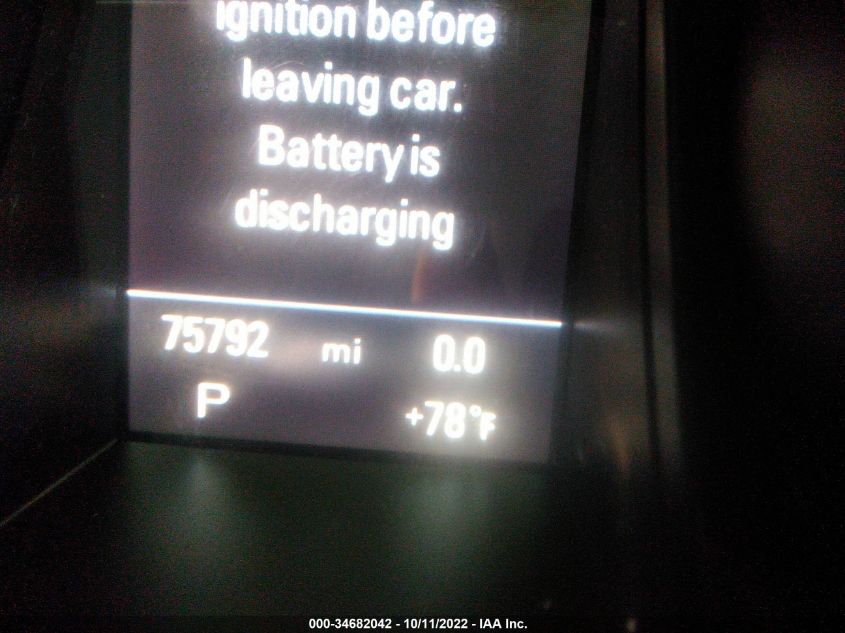 ignition before
leaving car.
Battery is
discharging
75792 mi 0.0
P +78°F
000-34682042 - 10/11/2022 - IAA Inc.